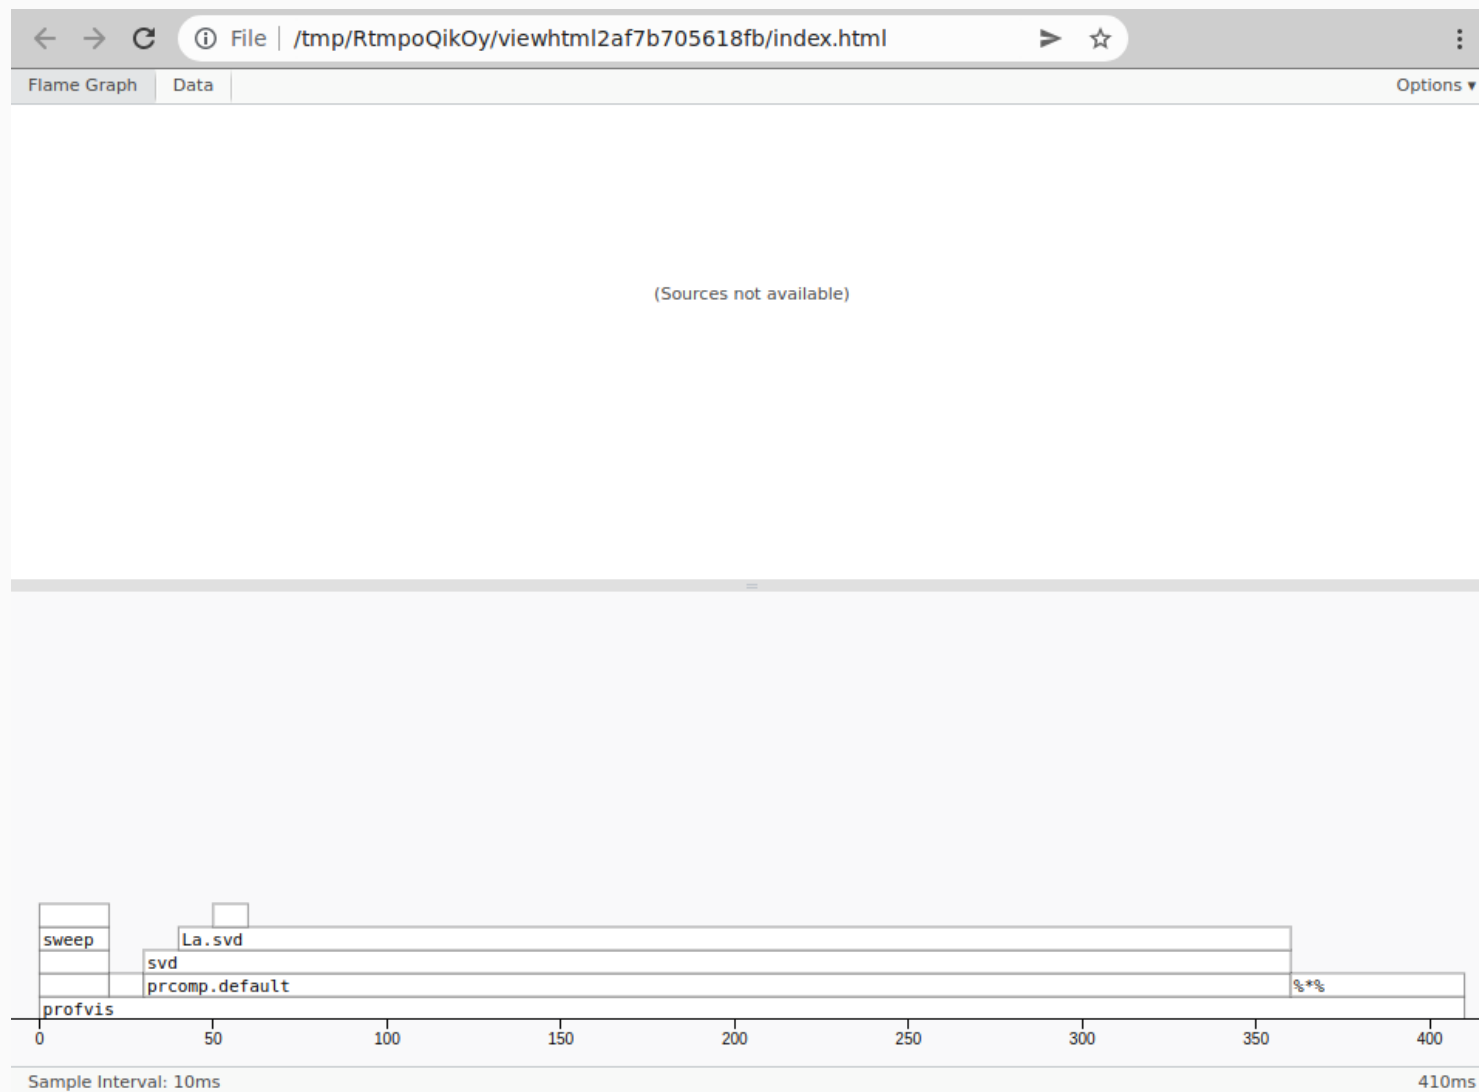 File /tmp/RtmpoQikOy/viewhtml2af7b705618fb/index.html
Flame Graph Data Options ▾
(Sources not available)
sweep La.svd
svd
prcomp.default %*%
profvis
0 50 100 150 200 250 300 350 400
Sample Interval: 10ms 410ms